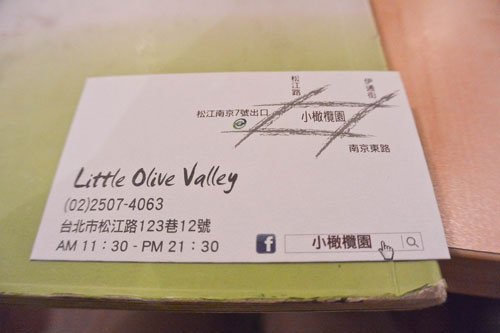 松江路
伊通街
松江南京7號出口
小橄欖園
南京東路
Little Olive Valley
(02)2507-4063
台北市松江路123巷12號
AM 11:30 - PM 21:30
f 小橄欖園